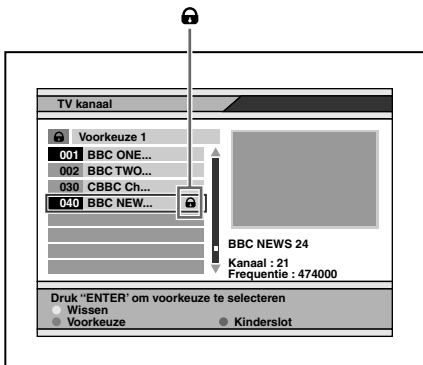 TV kanaal
Voorkeuze 1
001 BBC ONE...
002 BBC TWO...
030 CBBC Ch...
040 BBC NEW...
BBC NEWS 24
Kanaal : 21
Frequentie : 474000
Druk “ENTER’ om voorkeuze te selecteren
Wissen
Voorkeuze Kinderslot